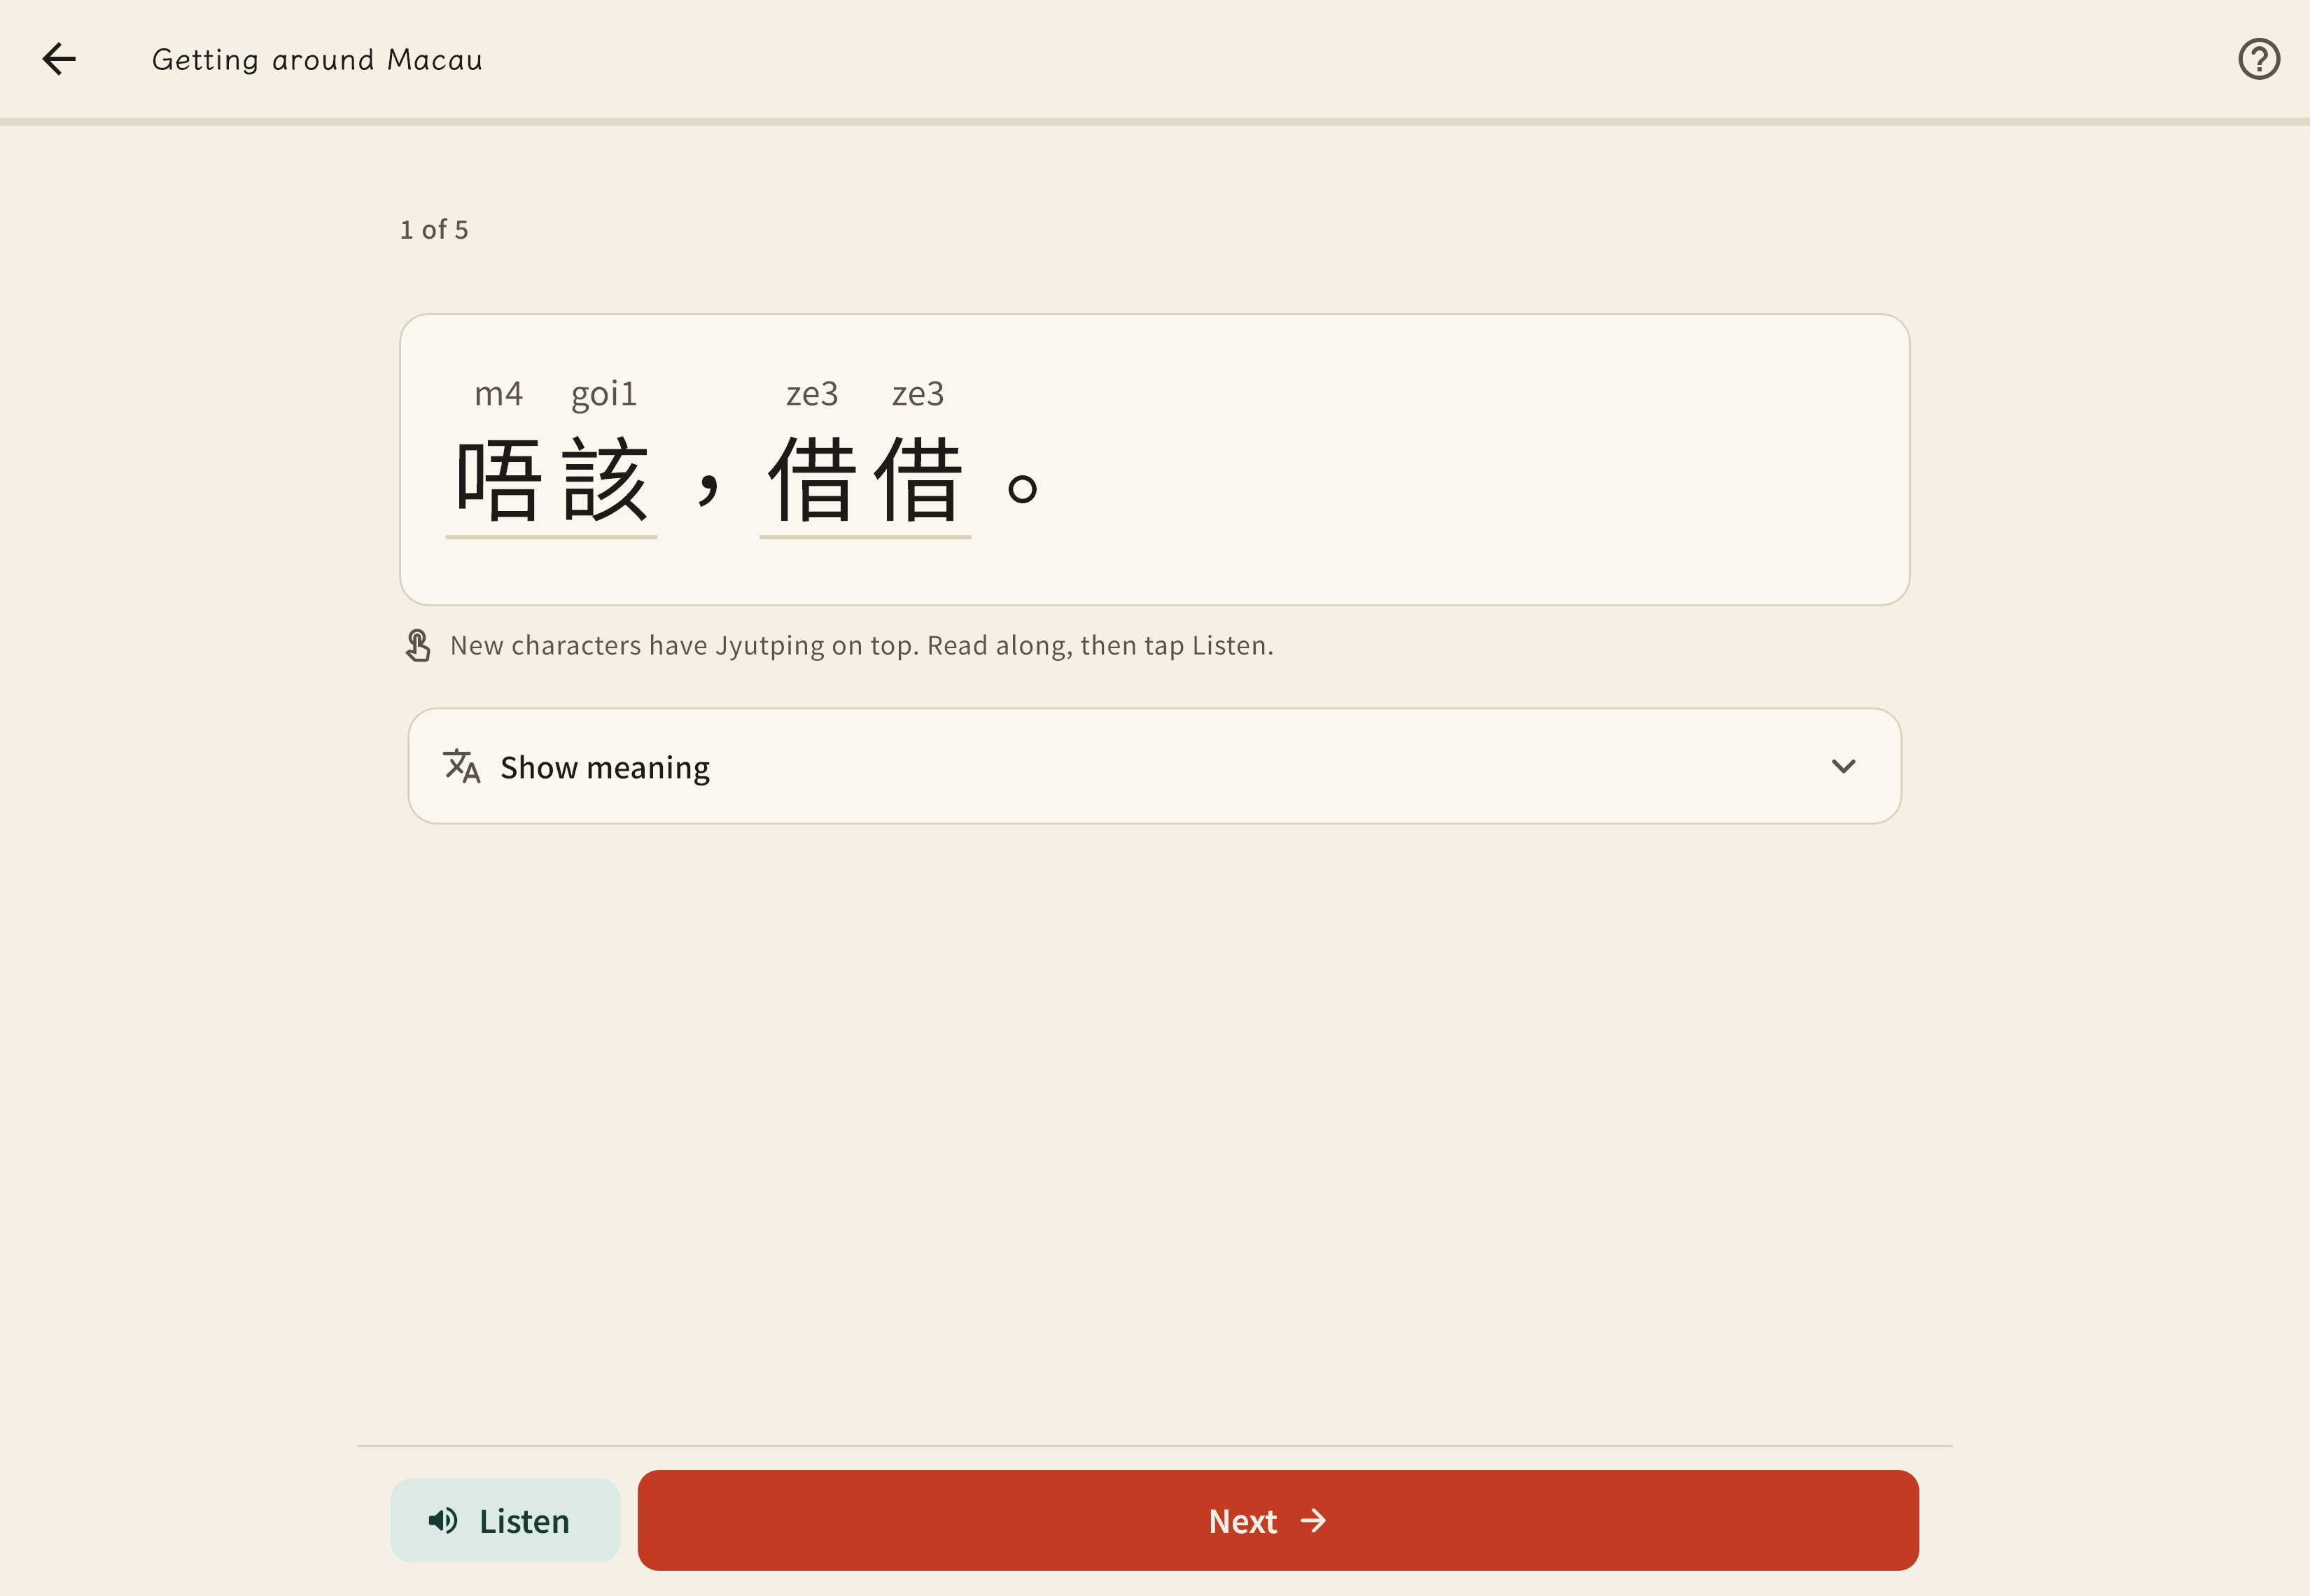 Getting around Macau
1 of 5
m4 goi1 ze3 ze3
唔該，借借。
New characters have Jyutping on top. Read along, then tap Listen.
Show meaning
Listen
Next